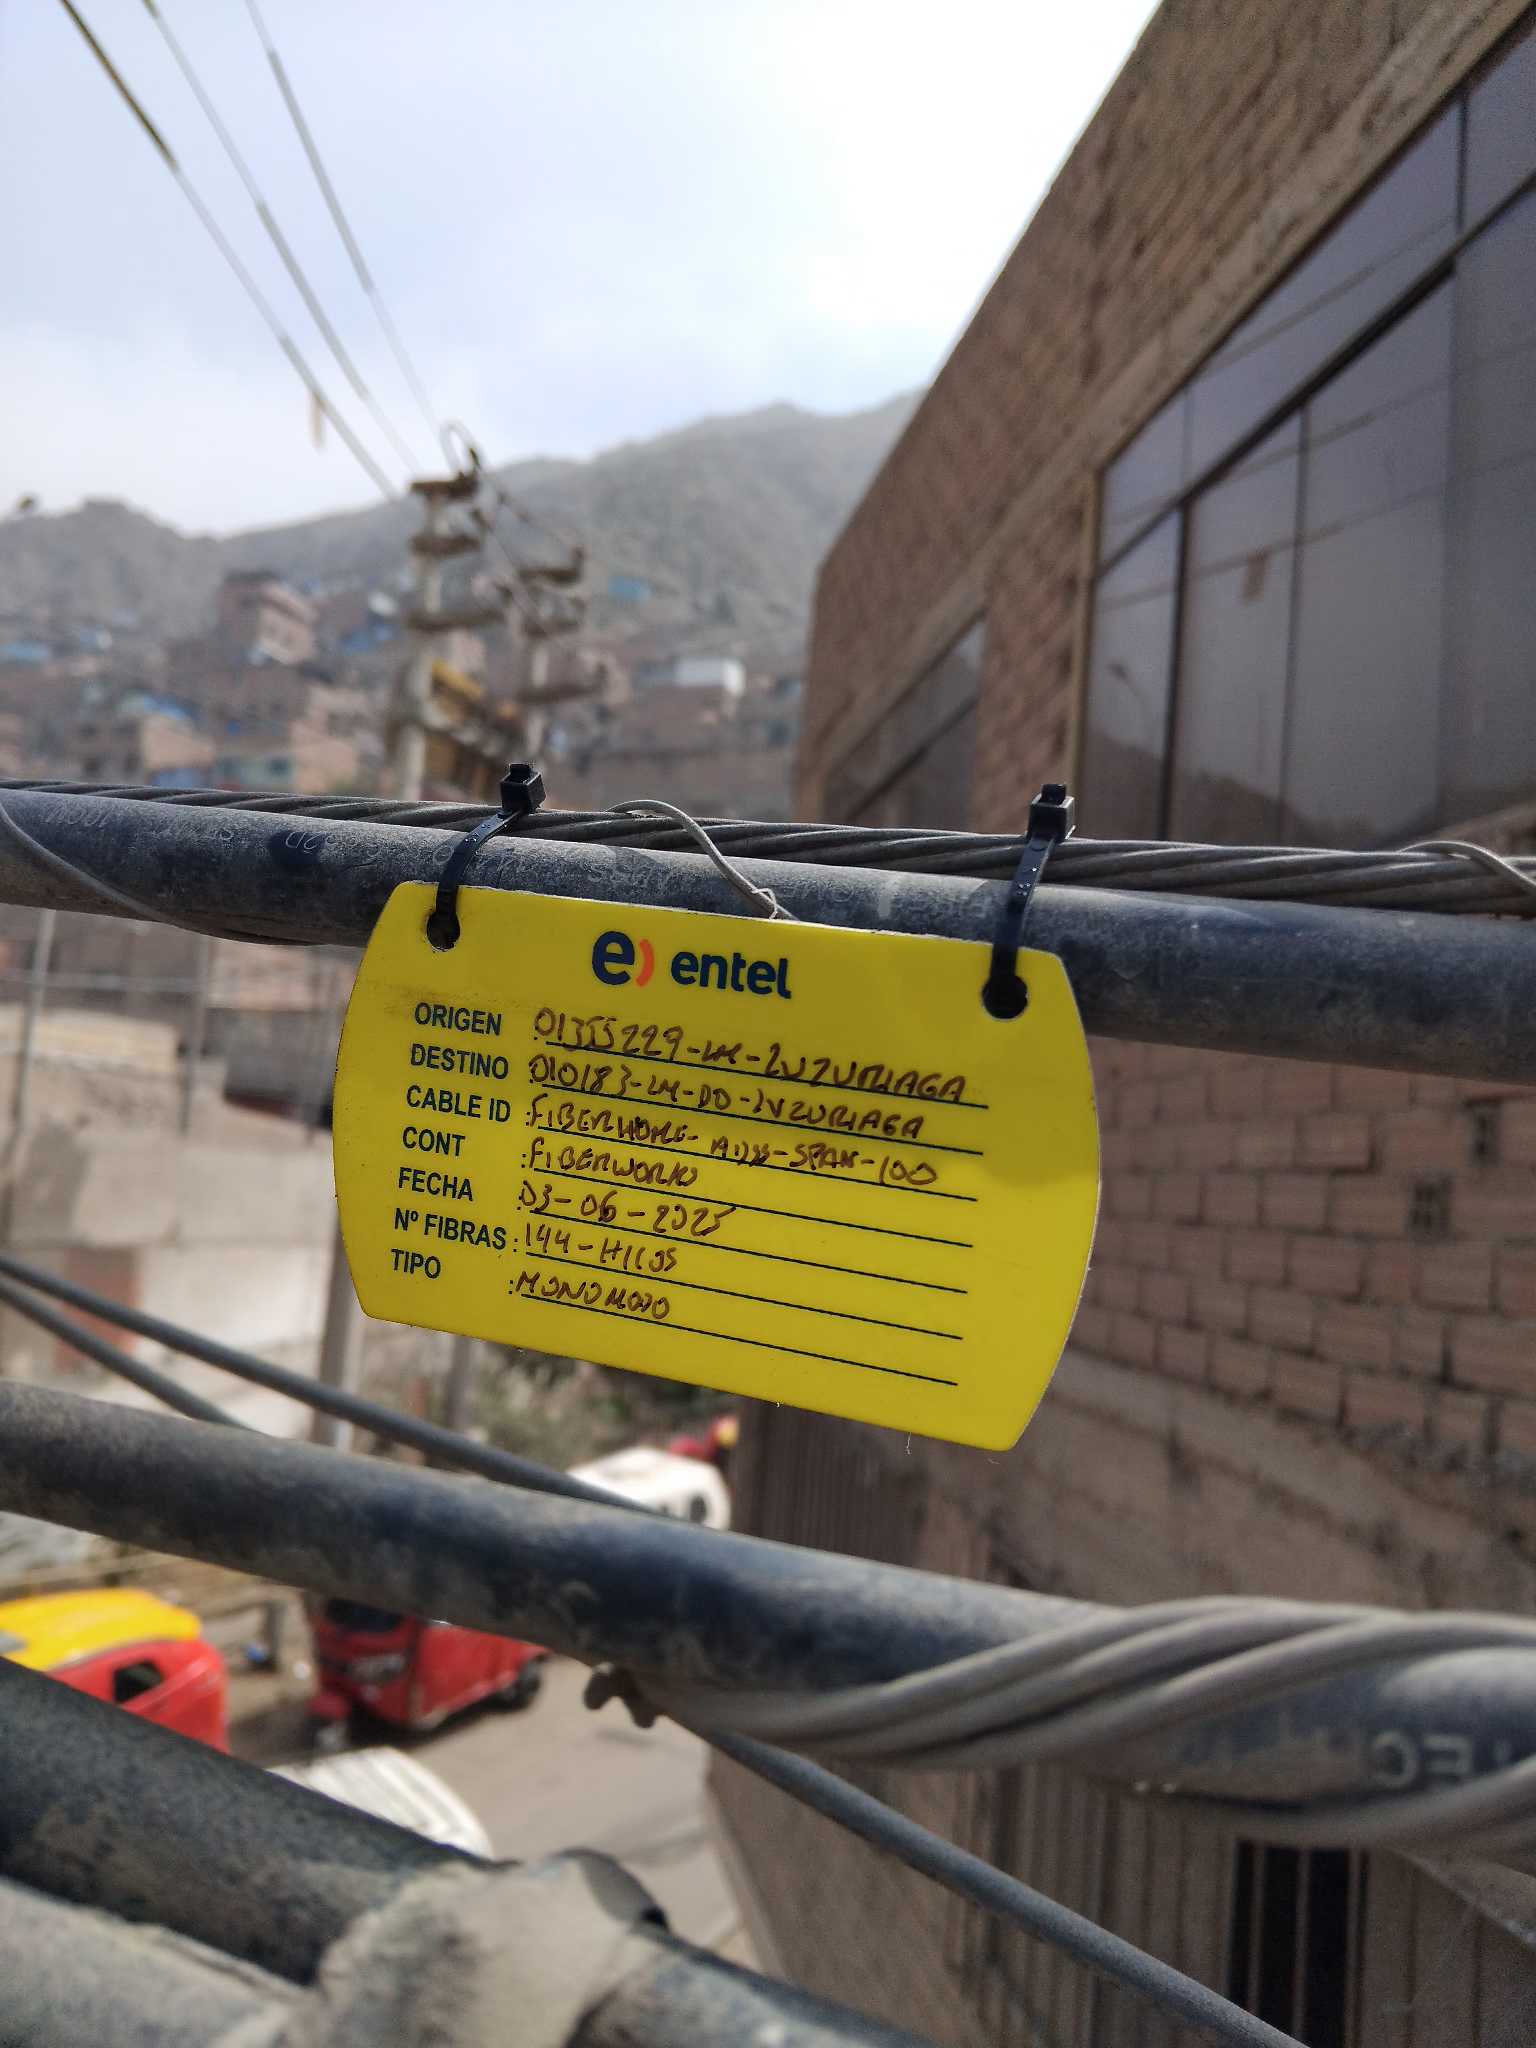 entel
ORIGEN : 01355229-LM-ZUZURIAGA
DESTINO : 010183-LM-DD-ZUZURIAGA
CABLE ID : FIBERHOME-ADSS-SPAN-100
CONT : FIBERWORK
FECHA : 03-06-2025
Nº FIBRAS : 144-HILOS
TIPO : MONOMODO